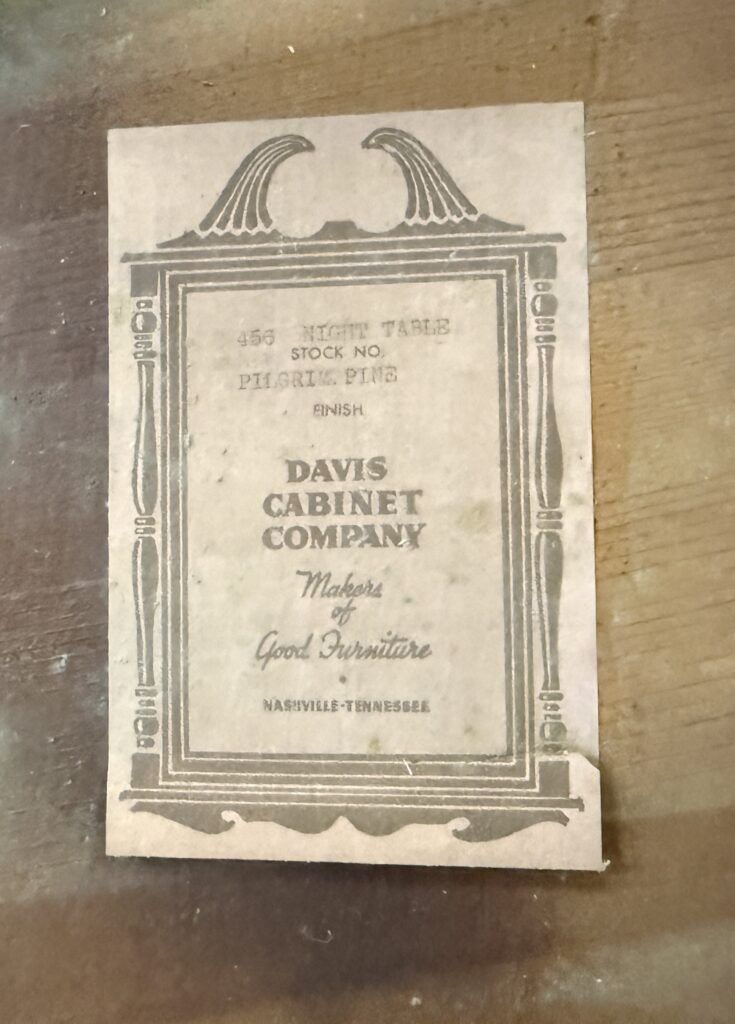 456 NIGHT TABLE
STOCK NO.
PILGRIM PINE
FINISH
DAVIS
CABINET
COMPANY
Makers
of
Good Furniture
NASHVILLE-TENNESSEE